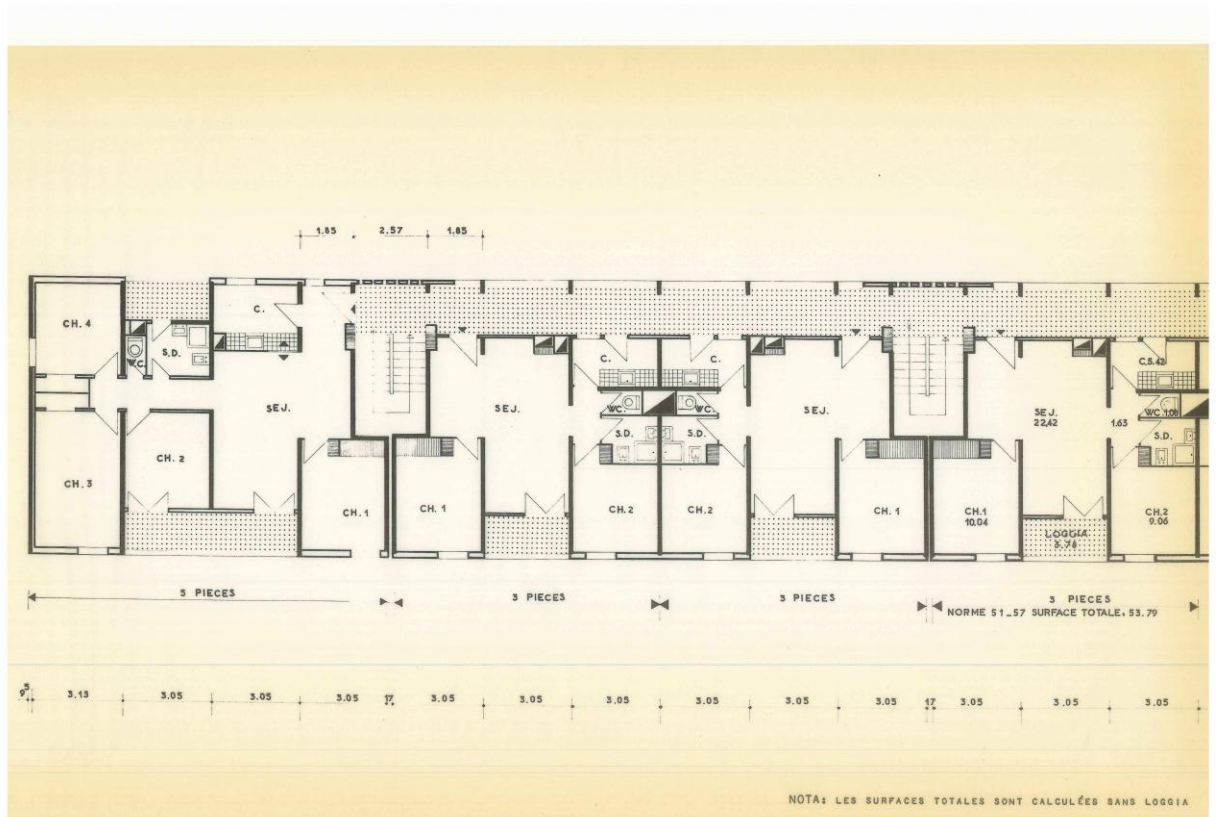 1.85 2.57 1.85
CH. 4
W.C.
S.D.
C.
SEJ.
CH. 3
CH. 2
CH. 1
SEJ.
C.
WC.
S.D.
CH. 1
CH.2
C.
WC.
S.D.
SEJ.
CH.2
CH. 1
SEJ.
22,42
1.63
C.5.42
WC 1.00
S.D.
CH.1
10.04
LOGGIA
CH.2
9.06
5 PIECES
3 PIECES
3 PIECES
3 PIECES
NORME 51_57 SURFACE TOTALE, 53.79
9⁵ 3.13 3.05 3.05 3.05 17 3.05 3.05 3.05 3.05 3.05 3.05 17 3.05 3.05 3.05
NOTA: LES SURFACES TOTALES SONT CALCULÉES SANS LOGGIA